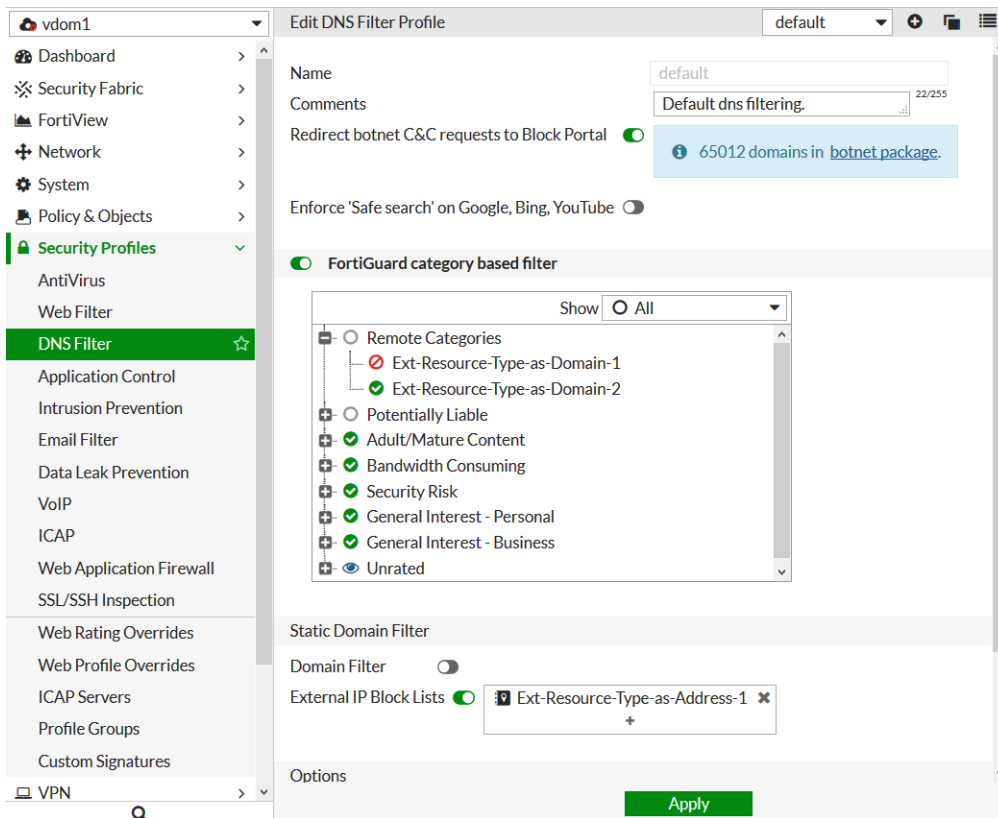 vdom1
Dashboard
Security Fabric
FortiView
Network
System
Policy & Objects
Security Profiles
AntiVirus
Web Filter
DNS Filter
Application Control
Intrusion Prevention
Email Filter
Data Leak Prevention
VoIP
ICAP
Web Application Firewall
SSL/SSH Inspection
Web Rating Overrides
Web Profile Overrides
ICAP Servers
Profile Groups
Custom Signatures
VPN
Edit DNS Filter Profile
default
Name
default
Comments
Default dns filtering.
22/255
Redirect botnet C&C requests to Block Portal
65012 domains in botnet package.
Enforce 'Safe search' on Google, Bing, YouTube
FortiGuard category based filter
Show
All
Remote Categories
Ext-Resource-Type-as-Domain-1
Ext-Resource-Type-as-Domain-2
Potentially Liable
Adult/Mature Content
Bandwidth Consuming
Security Risk
General Interest - Personal
General Interest - Business
Unrated
Static Domain Filter
Domain Filter
External IP Block Lists
Ext-Resource-Type-as-Address-1
+
Options
Apply